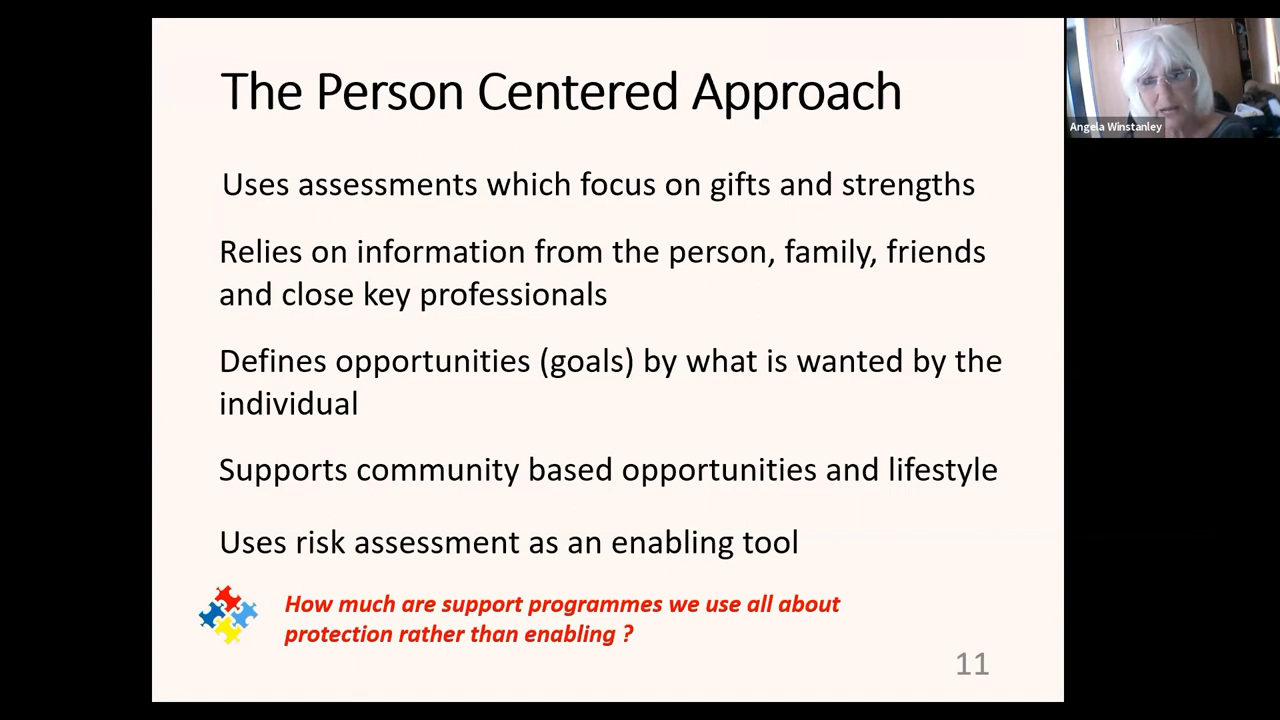 The Person Centered Approach
Angela Winstanley
Uses assessments which focus on gifts and strengths
Relies on information from the person, family, friends
and close key professionals
Defines opportunities (goals) by what is wanted by the
individual
Supports community based opportunities and lifestyle
Uses risk assessment as an enabling tool
How much are support programmes we use all about
protection rather than enabling ?
11